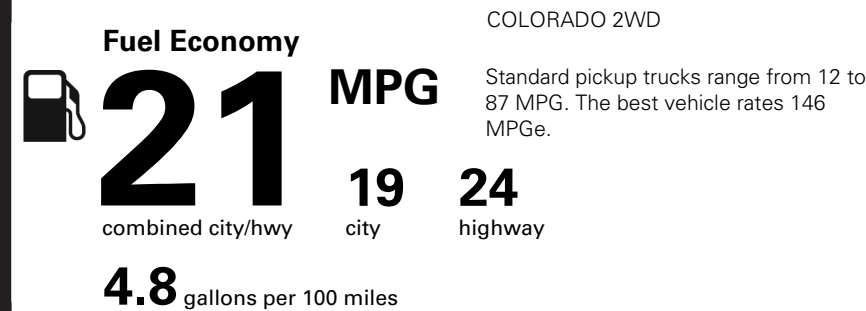 COLORADO 2WD
Fuel Economy
21 MPG
Standard pickup trucks range from 12 to
87 MPG. The best vehicle rates 146
MPGe.
19 24
combined city/hwy city highway
4.8 gallons per 100 miles